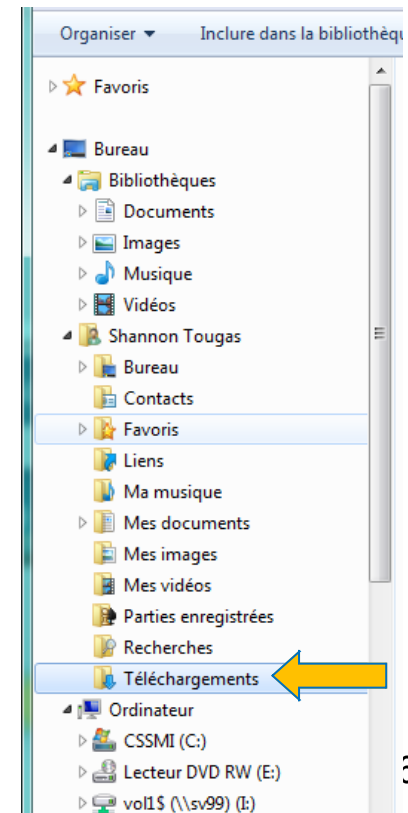 Organiser Inclure dans la
Favoris
Bureau
Bibliothèques
Documents
Images
Musique
Vidéos
Shannon Tougas
Bureau
Contacts
Favoris
Liens
Ma musique
Mes documents
Mes images
Mes vidéos
Parties enregistrées
Recherches
Téléchargements
Ordinateur
CSSMI (C:)
Lecteur DVD RW (E:)
vol1$ (\\sv99) (I:)